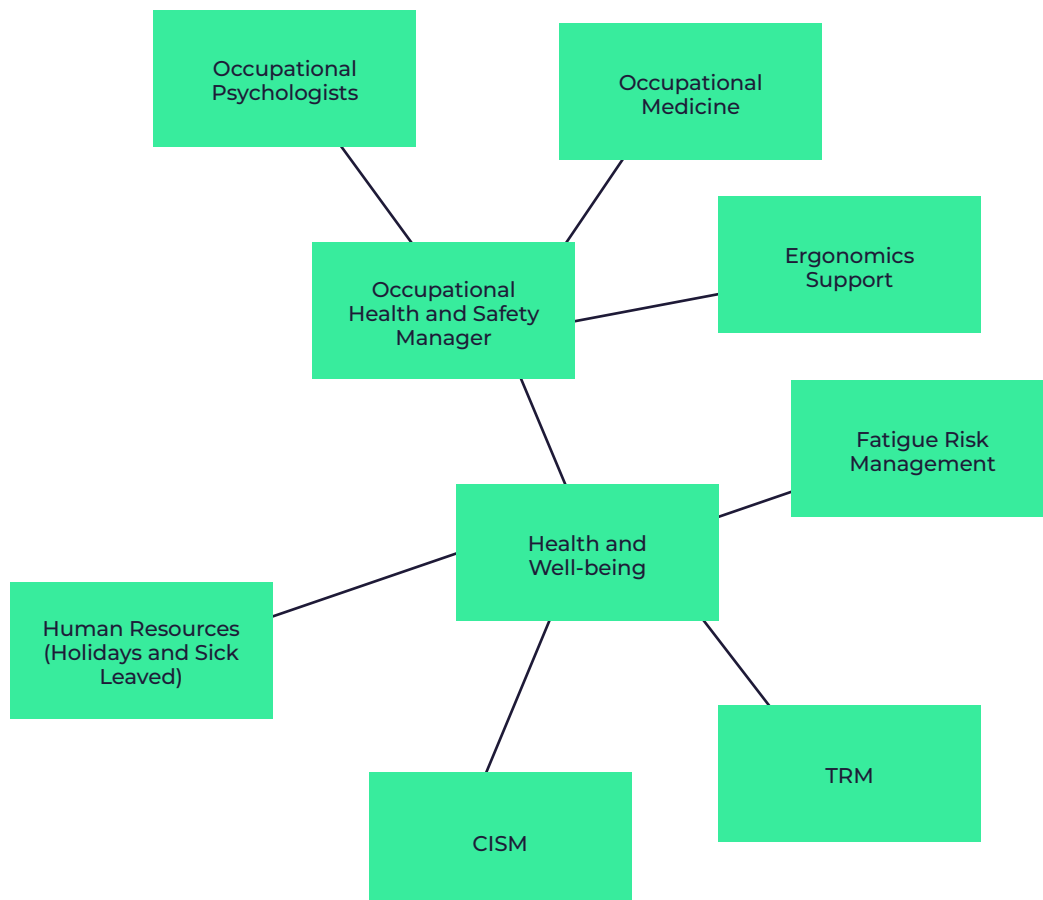 Occupational
Psychologists
Occupational
Medicine
Ergonomics
Support
Occupational
Health and Safety
Manager
Fatigue Risk
Management
Health and
Well-being
Human Resources
(Holidays and Sick
Leaved)
TRM
CISM